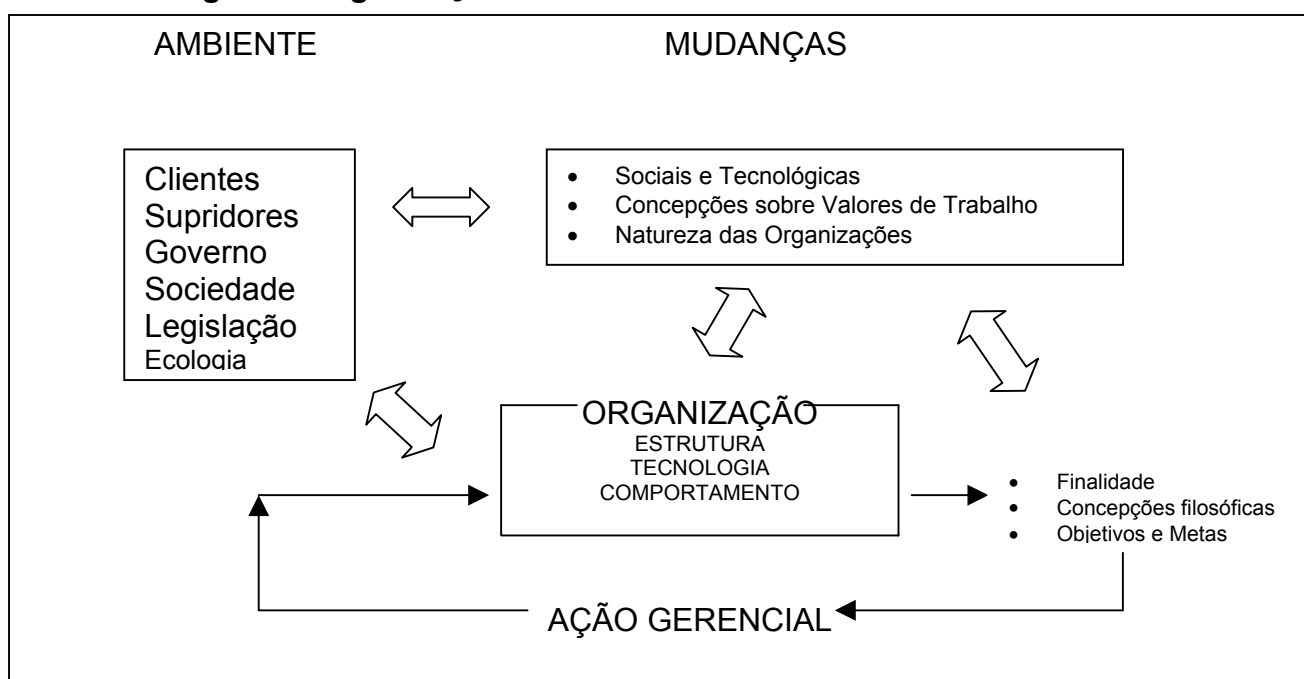 AMBIENTE MUDANÇAS
Clientes
Supridores
Governo
Sociedade
Legislação
Ecologia
• Sociais e Tecnológicas
• Concepções sobre Valores de Trabalho
• Natureza das Organizações
ORGANIZAÇÃO
ESTRUTURA
TECNOLOGIA
COMPORTAMENTO
• Finalidade
• Concepções filosóficas
• Objetivos e Metas
AÇÃO GERENCIAL